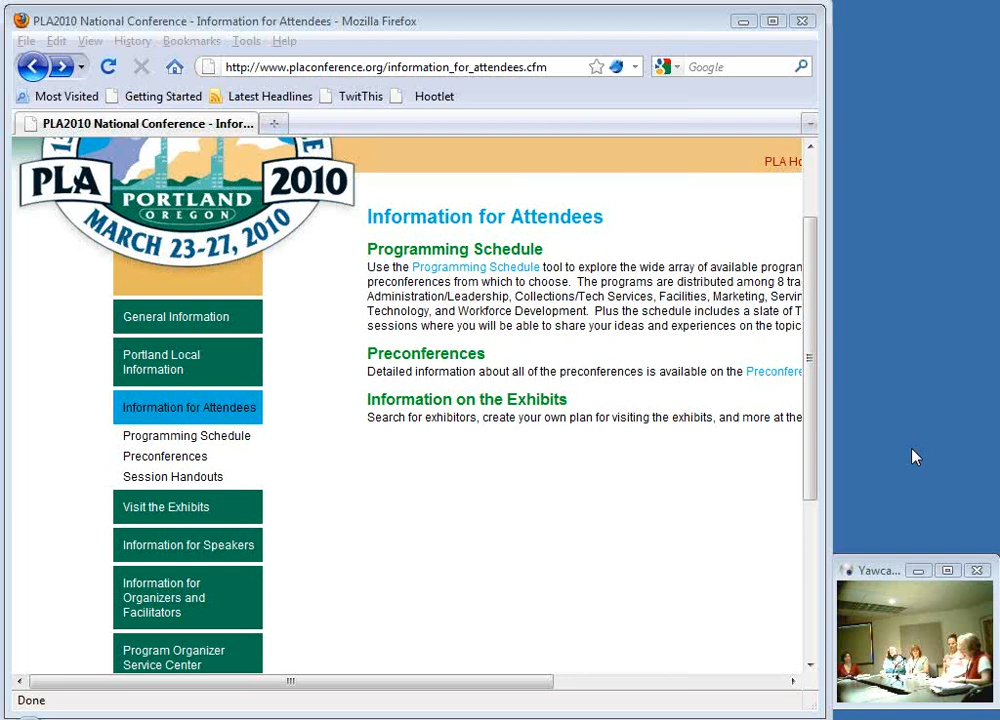 PLA2010 National Conference - Information for Attendees - Mozilla Firefox
File Edit View History Bookmarks Tools Help
http://www.placonference.org/information_for_attendees.cfm
Google
Most Visited Getting Started Latest Headlines TwitThis Hootlet
PLA2010 National Conference - Infor...
PLA 2010
PORTLAND
OREGON
MARCH 23-27, 2010
PLA Ho
Information for Attendees
Programming Schedule
Use the Programming Schedule tool to explore the wide array of available program
preconferences from which to choose. The programs are distributed among 8 tra
Administration/Leadership, Collections/Tech Services, Facilities, Marketing, Servin
Technology, and Workforce Development. Plus the schedule includes a slate of T
sessions where you will be able to share your ideas and experiences on the topic
Preconferences
Detailed information about all of the preconferences is available on the Preconfere
Information on the Exhibits
Search for exhibitors, create your own plan for visiting the exhibits, and more at the
General Information
Portland Local
Information
Information for Attendees
Programming Schedule
Preconferences
Session Handouts
Visit the Exhibits
Information for Speakers
Information for
Organizers and
Facilitators
Program Organizer
Service Center
Done
Yawca...